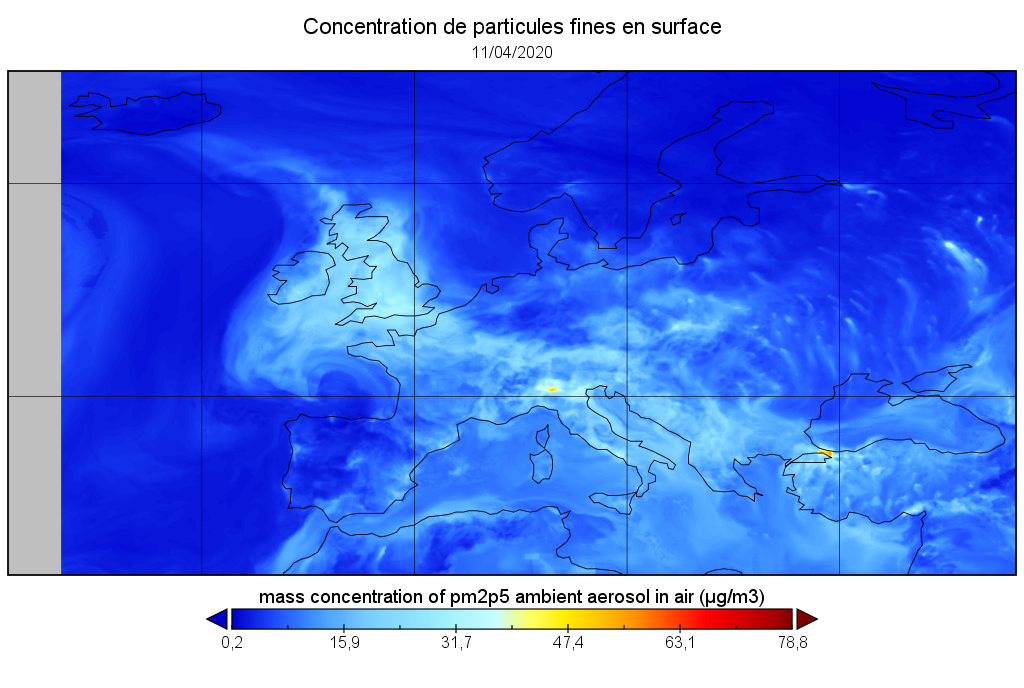 Concentration de particules fines en surface
11/04/2020
mass concentration of pm2p5 ambient aerosol in air (µg/m3)
0,2 15,9 31,7 47,4 63,1 78,8